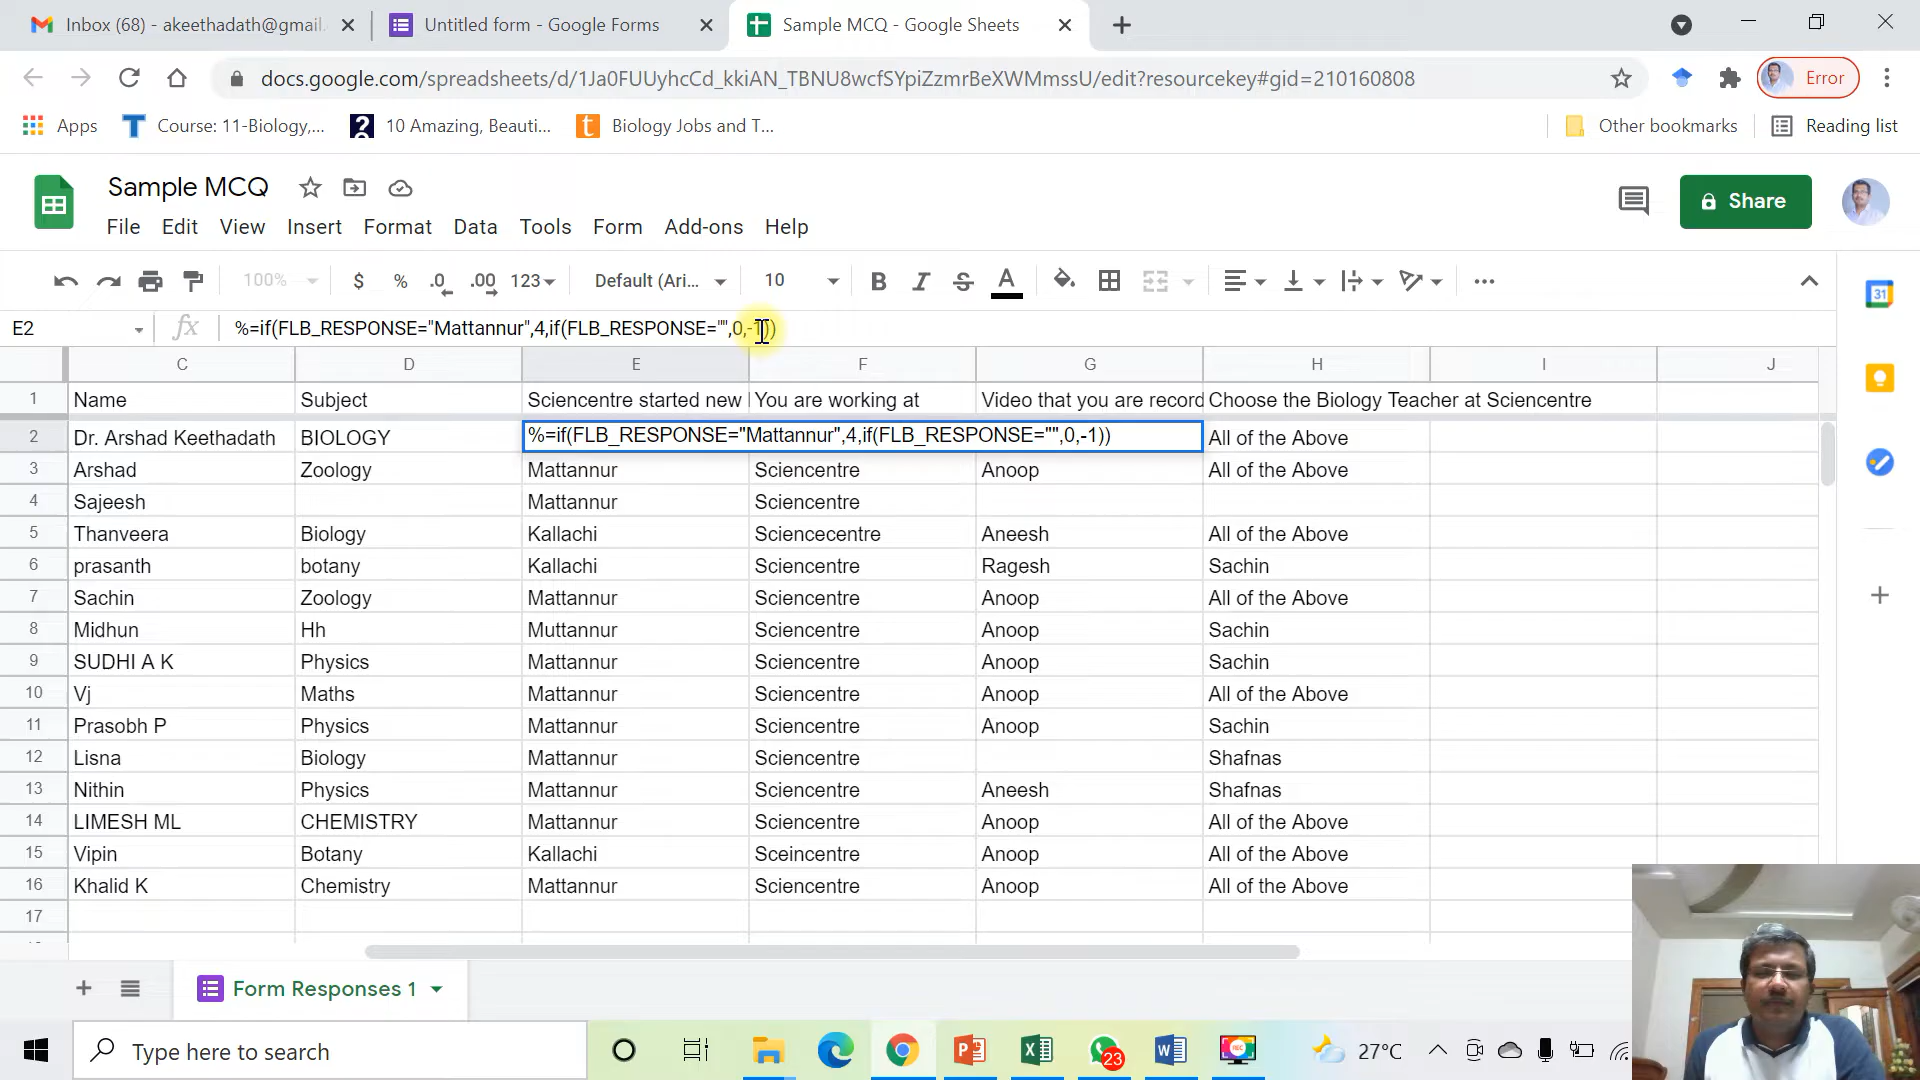 Inbox (68) - akeethadath@gmail.
Untitled form - Google Forms
Sample MCQ - Google Sheets
docs.google.com/spreadsheets/d/1Ja0FUUyhcCd_kkiAN_TBNU8wcfSYpiZzmrBeXWMmssU/edit?resourcekey#gid=210160808
Error
Apps
Course: 11-Biology,...
10 Amazing, Beauti...
Biology Jobs and T...
Other bookmarks
Reading list
Sample MCQ
Share
File Edit View Insert Format Data Tools Form Add-ons Help
100% $ % .0 .00 123 Default (Ari... 10 B I S A ...
31
E2 fx %=if(FLB_RESPONSE="Mattannur",4,if(FLB_RESPONSE="",0,-1))
C D E F G H I J
1 Name Subject Sciencentre started new You are working at Video that you are record Choose the Biology Teacher at Sciencentre
2 Dr. Arshad Keethadath BIOLOGY %=if(FLB_RESPONSE="Mattannur",4,if(FLB_RESPONSE="",0,-1)) All of the Above
3 Arshad Zoology Mattannur Sciencentre Anoop All of the Above
4 Sajeesh Mattannur Sciencentre
5 Thanveera Biology Kallachi Sciencecentre Aneesh All of the Above
6 prasanth botany Kallachi Sciencentre Ragesh Sachin
7 Sachin Zoology Mattannur Sciencentre Anoop All of the Above
8 Midhun Hh Muttannur Sciencentre Anoop Sachin
9 SUDHI A K Physics Mattannur Sciencentre Anoop Sachin
10 Vj Maths Mattannur Sciencentre Anoop All of the Above
11 Prasobh P Physics Mattannur Sciencentre Anoop Sachin
12 Lisna Biology Mattannur Sciencentre Shafnas
13 Nithin Physics Mattannur Sciencentre Aneesh Shafnas
14 LIMESH ML CHEMISTRY Mattannur Sciencentre Anoop All of the Above
15 Vipin Botany Kallachi Sceincentre Anoop All of the Above
16 Khalid K Chemistry Mattannur Sciencentre Anoop All of the Above
17
Form Responses 1
Type here to search
23
27°C